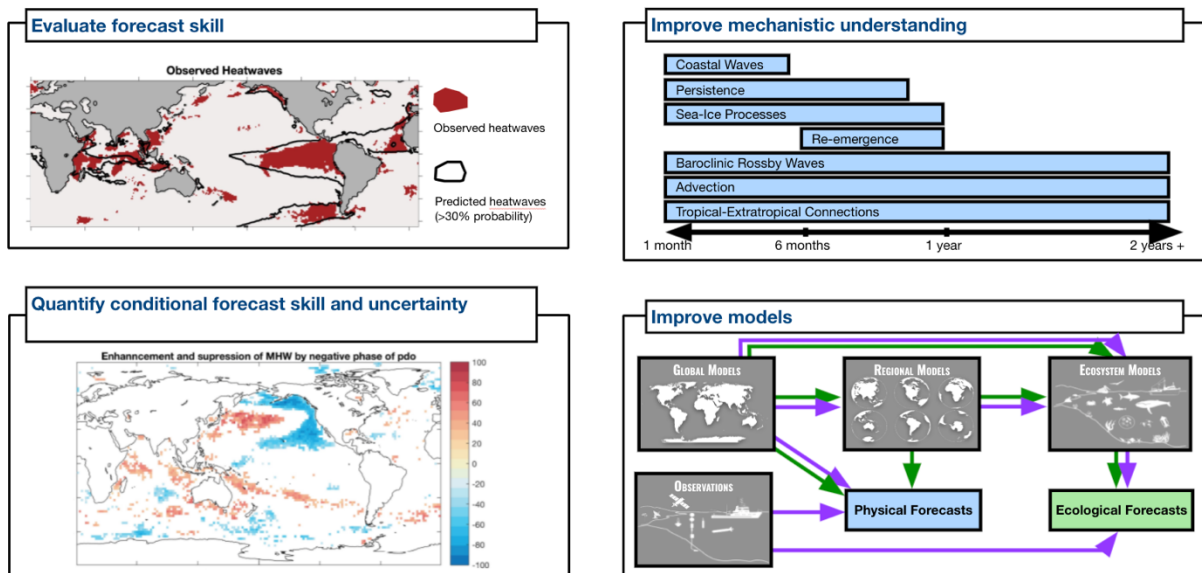 Evaluate forecast skill
Observed Heatwaves
Observed heatwaves
Predicted heatwaves
(>30% probability)
Improve mechanistic understanding
Coastal Waves
Persistence
Sea-Ice Processes
Re-emergence
Baroclinic Rossby Waves
Advection
Tropical-Extratropical Connections
1 month
6 months
1 year
2 years +
Quantify conditional forecast skill and uncertainty
Enhanncement and supression of MHW by negative phase of pdo
100
80
60
40
20
0
-20
-40
-60
-80
-100
Improve models
GLOBAL MODELS
REGIONAL MODELS
ECOSYSTEM MODELS
OBSERVATIONS
Physical Forecasts
Ecological Forecasts